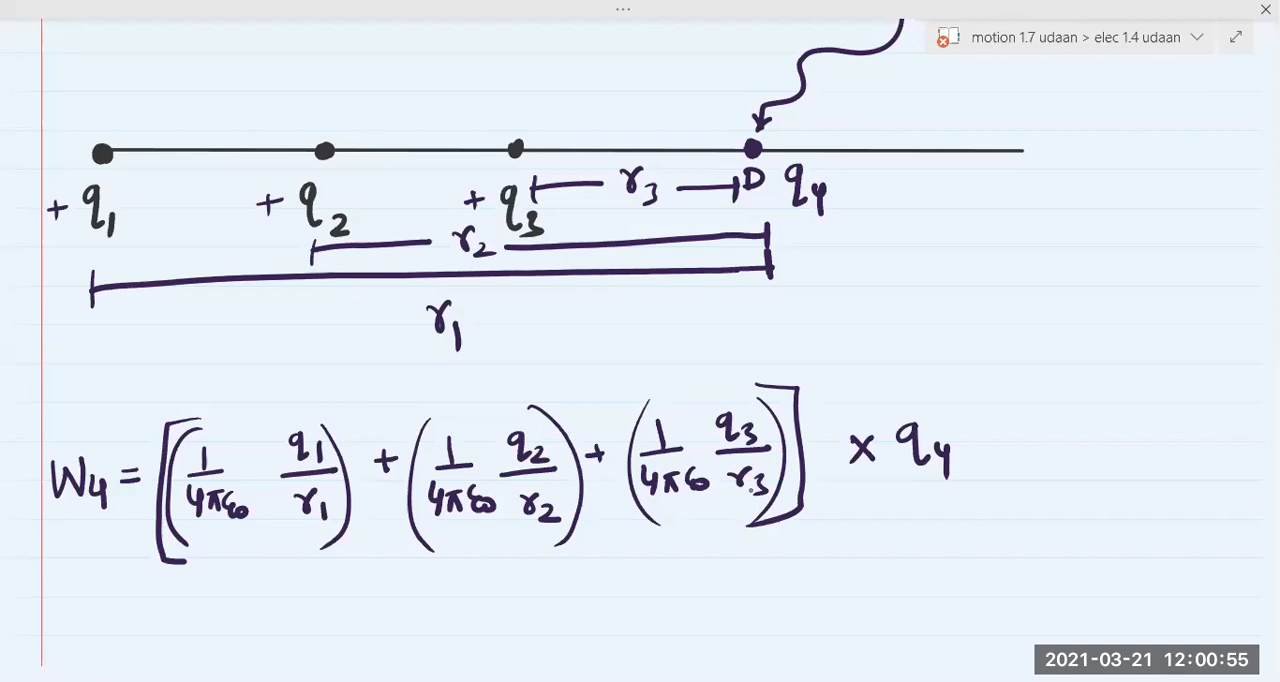 ...
motion 1.7 udaan > elec 1.4 udaan
+ q1 + q2 + q3 r3 D q4
r2
r1
W4 = [(1/4πε0 q1/r1) + (1/4πε0 q2/r2) + (1/4πε0 q3/r3)] × q4
2021-03-21 12:00:55